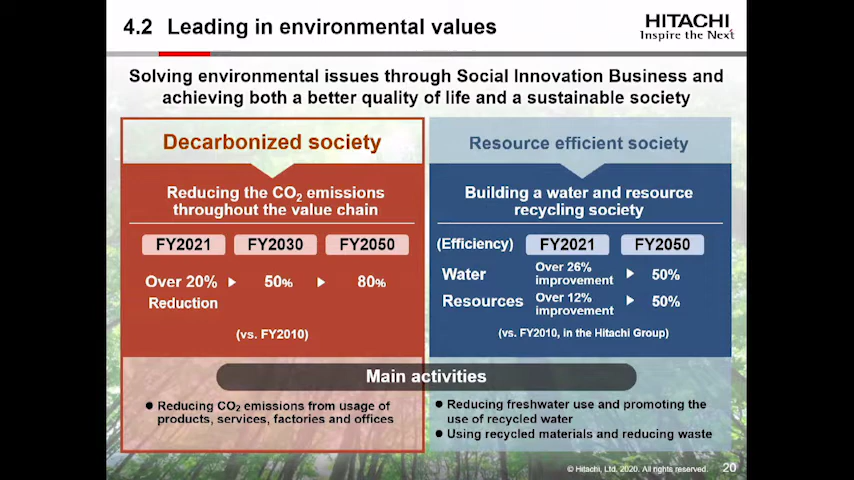 4.2 Leading in environmental values
HITACHI
Inspire the Next
Solving environmental issues through Social Innovation Business and
achieving both a better quality of life and a sustainable society
Decarbonized society
Reducing the CO2 emissions
throughout the value chain
FY2021 FY2030 FY2050
Over 20% ▶ 50% ▶ 80%
Reduction
(vs. FY2010)
Resource efficient society
Building a water and resource
recycling society
(Efficiency) FY2021 FY2050
Water Over 26% improvement ▶ 50%
Resources Over 12% improvement ▶ 50%
(vs. FY2010, in the Hitachi Group)
Main activities
● Reducing CO2 emissions from usage of
products, services, factories and offices
● Reducing freshwater use and promoting the
use of recycled water
● Using recycled materials and reducing waste
© Hitachi, Ltd. 2020. All rights reserved. 20